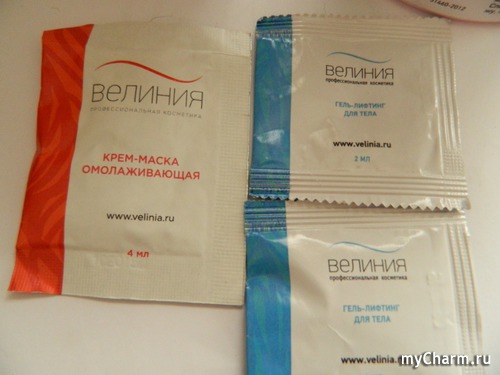 ВЕЛИНИЯ
ПРОФЕССИОНАЛЬНАЯ КОСМЕТИКА
КРЕМ-МАСКА
ОМОЛАЖИВАЮЩАЯ
www.velinia.ru
4 мл
ВЕЛИНИЯ
профессиональная косметика
ГЕЛЬ-ЛИФТИНГ
ДЛЯ ТЕЛА
www.velinia.ru
2 МЛ
ВЕЛИНИЯ
профессиональная косметика
ГЕЛЬ-ЛИФТИНГ
ДЛЯ ТЕЛА
www.velinia.ru
myCharm.ru